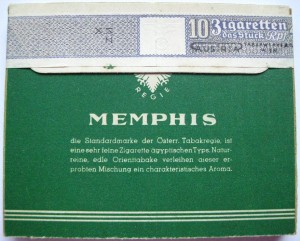 10 Zigaretten
das Stück
REGIE
MEMPHIS
die Standardmarke der Österr. Tabakregie, ist
eine sehr feine Zigarette ägyptischen Typs. Natur-
reine, edle Orienttabake verleihen dieser er-
probten Mischung ein charakteristisches Aroma.